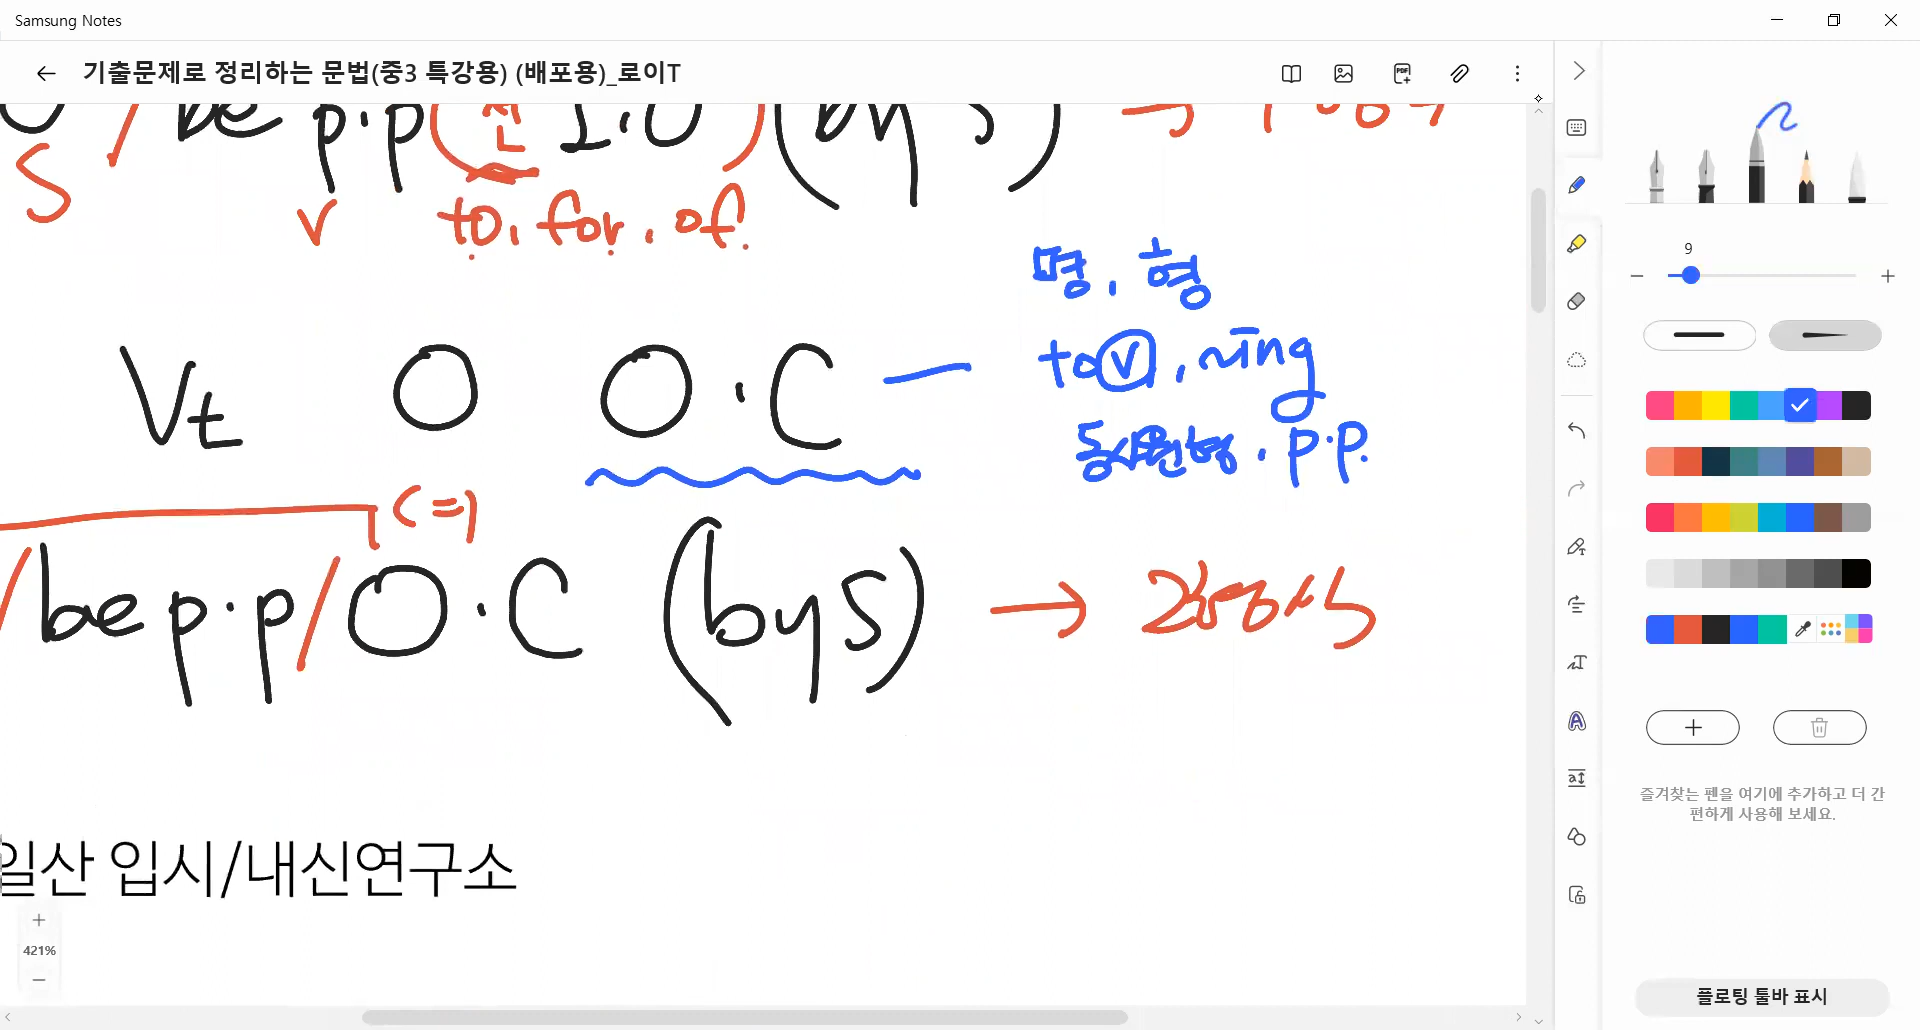 Samsung Notes
기출문제로 정리하는 문법(중3 특강용) (배포용)_로이T
S / be p.p (전 I.O) (by S) →
S V to, for, of
명, 형
Vt O O.C — to V, ~ing
동사원형, p.p.
(=)
/ be p.p / O.C (by S) → 2형식
일산 입시/내신연구소
421%
9
즐겨찾는 펜을 여기에 추가하고 더 간
편하게 사용해 보세요.
플로팅 툴바 표시